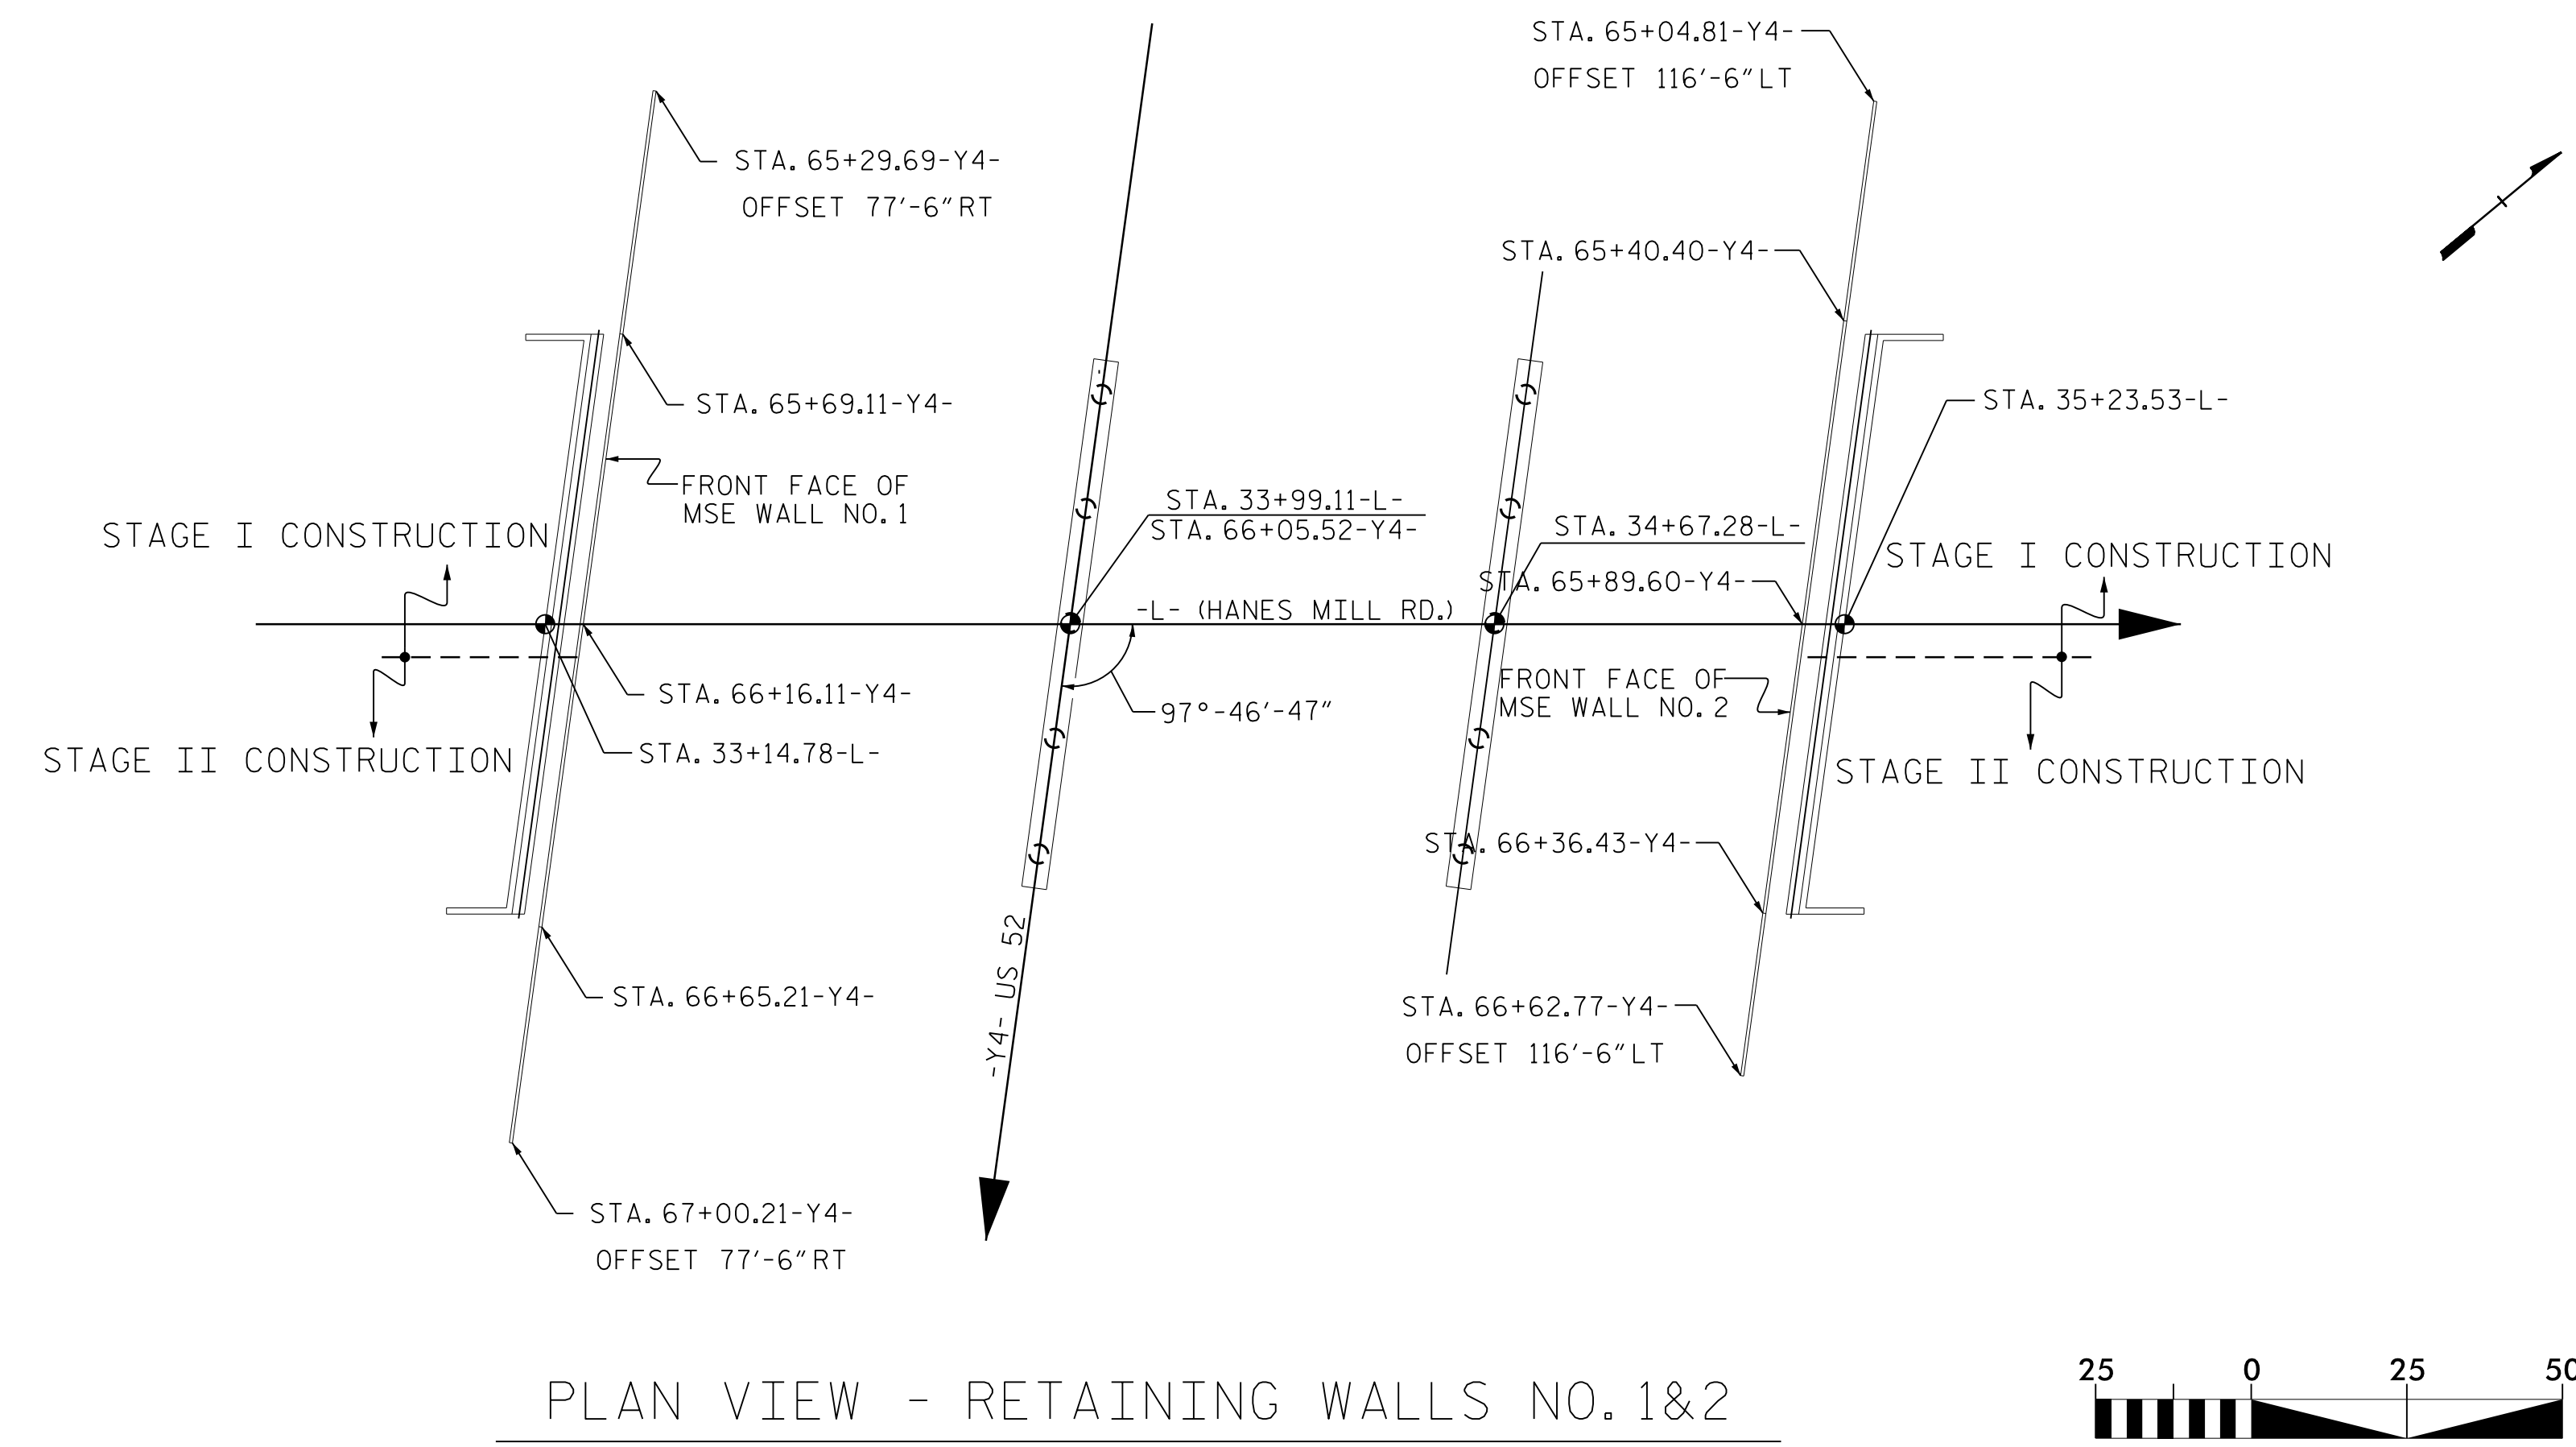 STA. 65+04.81-Y4-
OFFSET 116'-6"LT
STA. 65+29.69-Y4-
OFFSET 77'-6"RT
STA. 65+40.40-Y4-
STA. 65+69.11-Y4-
STA. 35+23.53-L-
FRONT FACE OF
MSE WALL NO. 1
STA. 33+99.11-L-
STA. 66+05.52-Y4-
STAGE I CONSTRUCTION
STA. 34+67.28-L-
STAGE I CONSTRUCTION
STA. 65+89.60-Y4-
-L- (HANES MILL RD.)
STA. 66+16.11-Y4-
FRONT FACE OF
MSE WALL NO. 2
97°-46'-47"
STA. 33+14.78-L-
STAGE II CONSTRUCTION
STAGE II CONSTRUCTION
STA. 66+36.43-Y4-
-Y4- US 52
STA. 66+65.21-Y4-
STA. 66+62.77-Y4-
OFFSET 116'-6"LT
STA. 67+00.21-Y4-
OFFSET 77'-6"RT
PLAN VIEW - RETAINING WALLS NO. 1&2
25 0 25 50